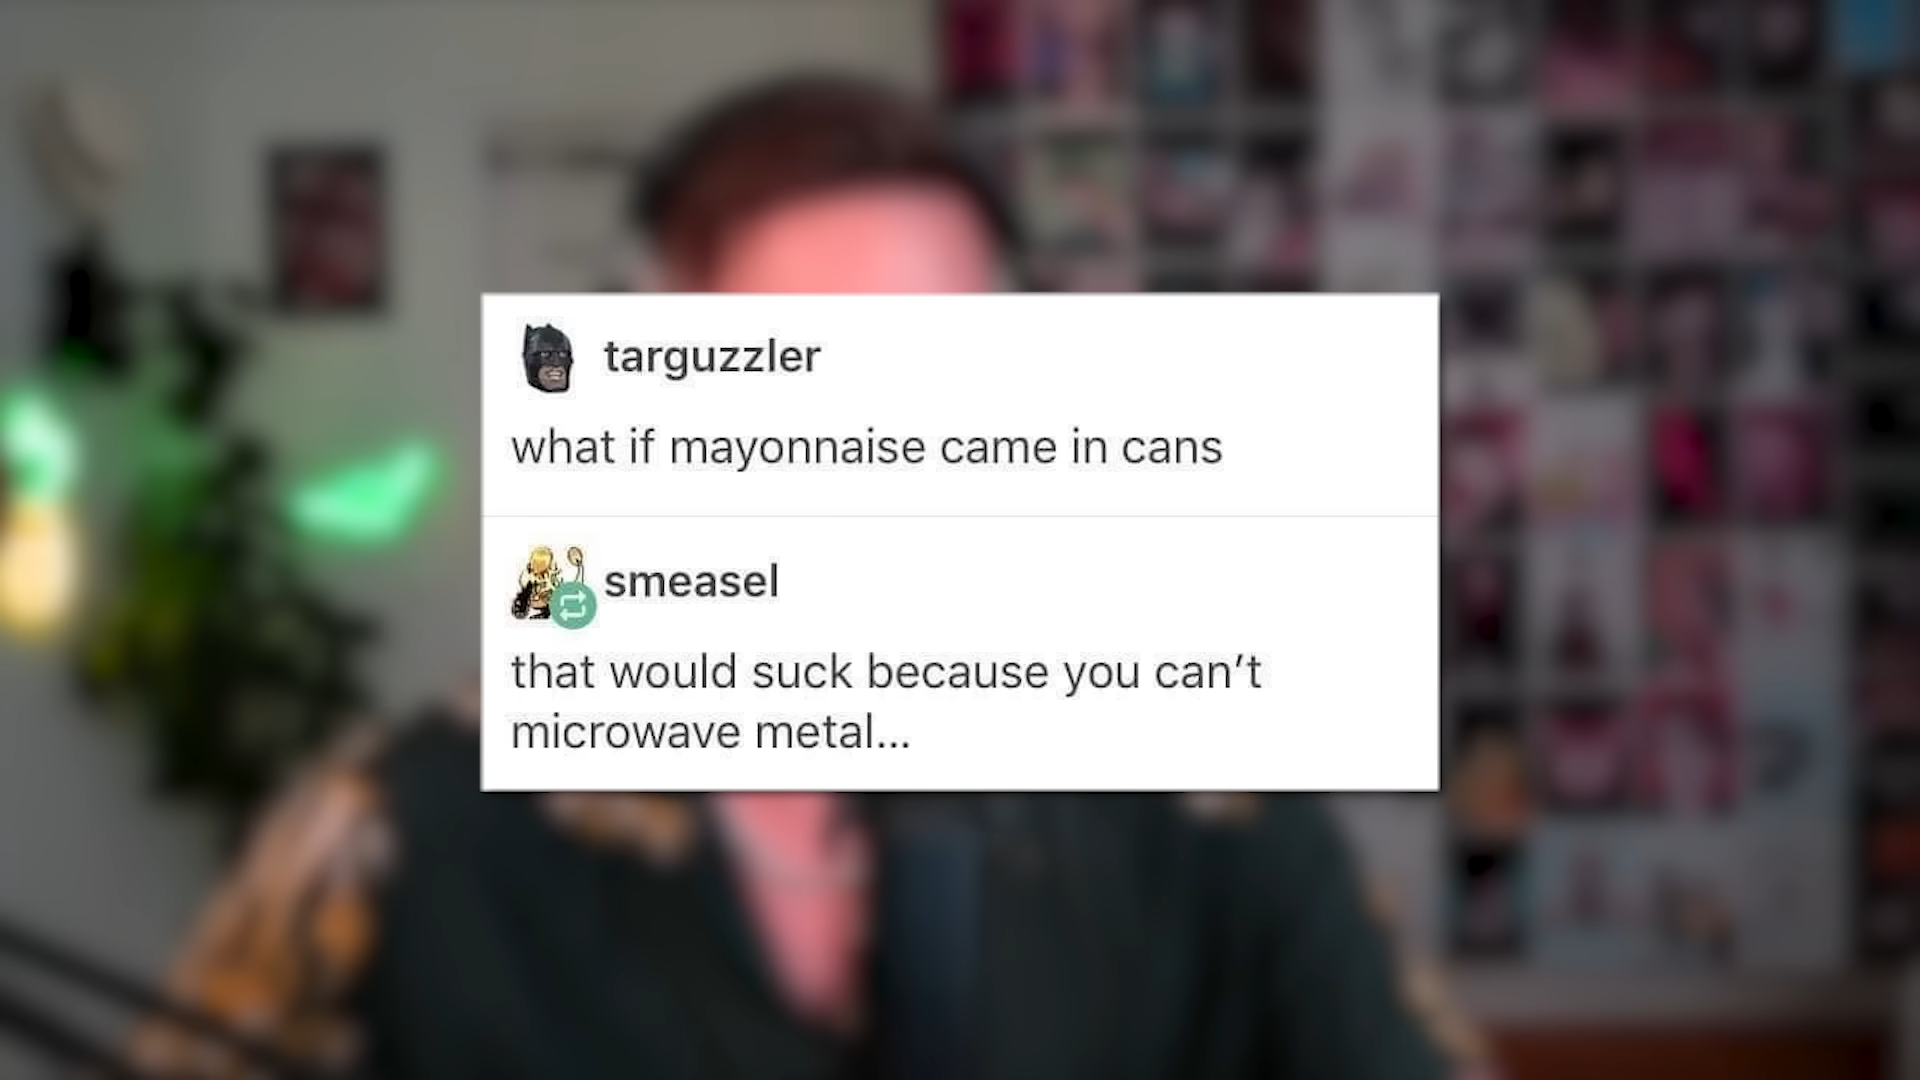 targuzzler
what if mayonnaise came in cans
smeasel
that would suck because you can’t
microwave metal...